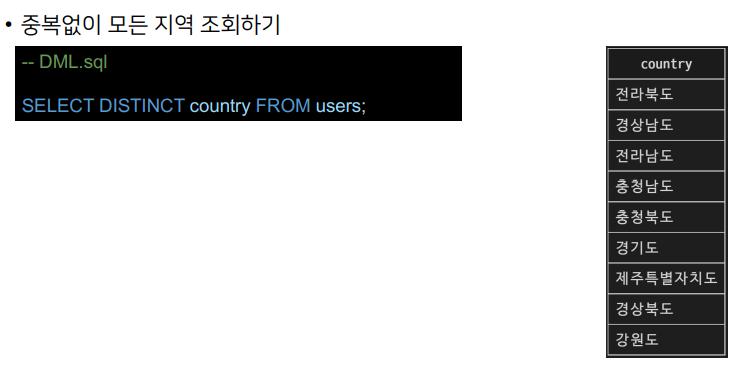 • 중복없이 모든 지역 조회하기
-- DML.sql
SELECT DISTINCT country FROM users;
country
전라북도
경상남도
전라남도
충청남도
충청북도
경기도
제주특별자치도
경상북도
강원도